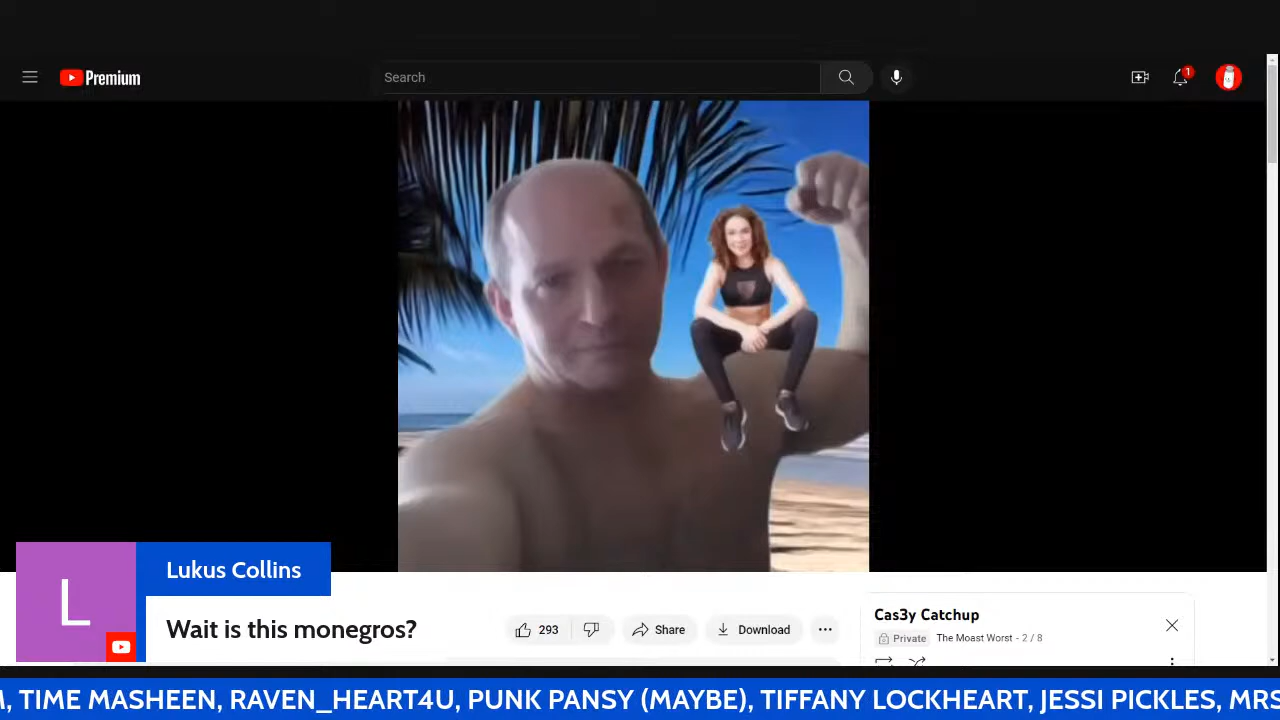 Premium
Search
1
Lukus Collins
L
Wait is this monegros?
293
Share
Download
Cas3y Catchup
Private
The Moast Worst - 2 / 8
M, TIME MASHEEN, RAVEN_HEART4U, PUNK PANSY (MAYBE), TIFFANY LOCKHEART, JESSI PICKLES, MRS